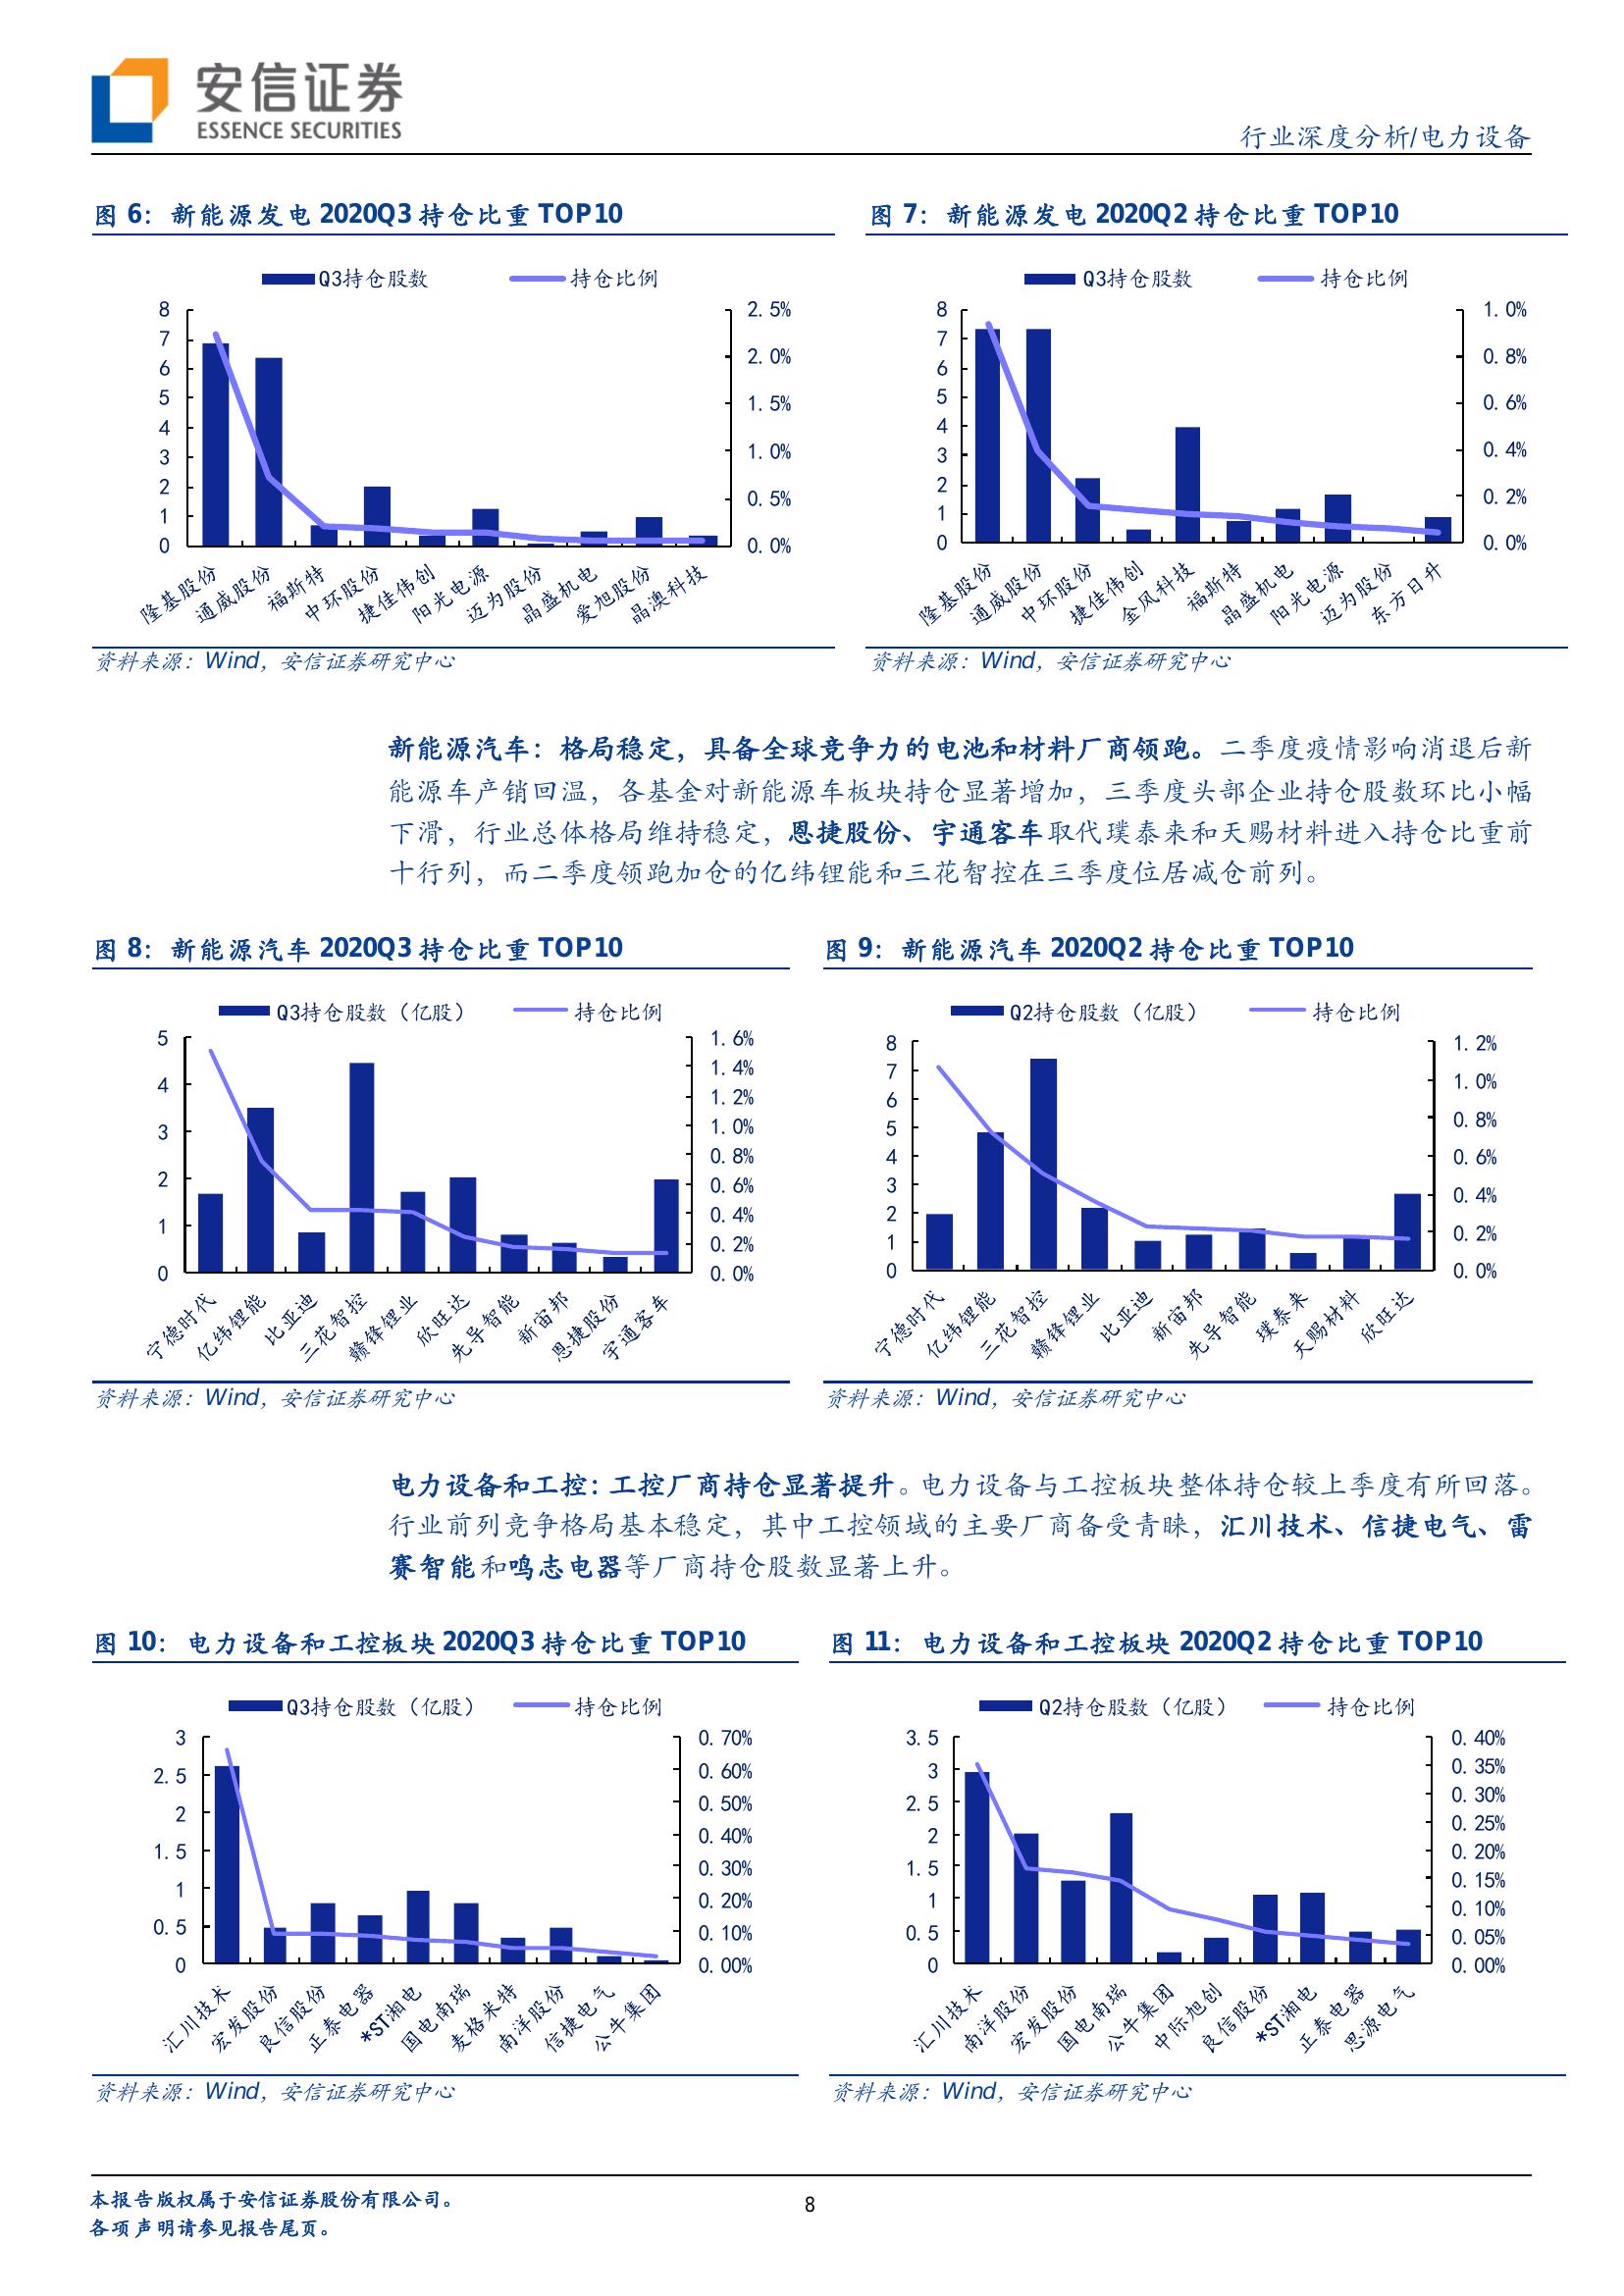 安信证券
ESSENCE SECURITIES
行业深度分析/电力设备
图 6：新能源发电 2020Q3 持仓比重 TOP10
Q3持仓股数 持仓比例
8
7
6
5
4
3
2
1
0
2.5%
2.0%
1.5%
1.0%
0.5%
0.0%
隆基股份
通威股份
福斯特
中环股份
捷佳伟创
阳光电源
迈为股份
晶盛机电
爱旭股份
晶澳科技
资料来源：Wind，安信证券研究中心
图 7：新能源发电 2020Q2 持仓比重 TOP10
Q3持仓股数 持仓比例
8
7
6
5
4
3
2
1
0
1.0%
0.8%
0.6%
0.4%
0.2%
0.0%
隆基股份
通威股份
中环股份
捷佳伟创
金风科技
福斯特
晶盛机电
阳光电源
迈为股份
东方日升
资料来源：Wind，安信证券研究中心
新能源汽车：格局稳定，具备全球竞争力的电池和材料厂商领跑。二季度疫情影响消退后新
能源车产销回温，各基金对新能源车板块持仓显著增加，三季度头部企业持仓股数环比小幅
下滑，行业总体格局维持稳定，恩捷股份、宇通客车取代璞泰来和天赐材料进入持仓比重前
十行列，而二季度领跑加仓的亿纬锂能和三花智控在三季度位居减仓前列。
图 8：新能源汽车 2020Q3 持仓比重 TOP10
Q3持仓股数（亿股） 持仓比例
5
4
3
2
1
0
1.6%
1.4%
1.2%
1.0%
0.8%
0.6%
0.4%
0.2%
0.0%
宁德时代
亿纬锂能
比亚迪
三花智控
赣锋锂业
欣旺达
先导智能
新宙邦
恩捷股份
宇通客车
资料来源：Wind，安信证券研究中心
图 9：新能源汽车 2020Q2 持仓比重 TOP10
Q2持仓股数（亿股） 持仓比例
8
7
6
5
4
3
2
1
0
1.2%
1.0%
0.8%
0.6%
0.4%
0.2%
0.0%
宁德时代
亿纬锂能
三花智控
赣锋锂业
比亚迪
新宙邦
先导智能
璞泰来
天赐材料
欣旺达
资料来源：Wind，安信证券研究中心
电力设备和工控：工控厂商持仓显著提升。电力设备与工控板块整体持仓较上季度有所回落。
行业前列竞争格局基本稳定，其中工控领域的主要厂商备受青睐，汇川技术、信捷电气、雷
赛智能和鸣志电器等厂商持仓股数显著上升。
图 10：电力设备和工控板块 2020Q3 持仓比重 TOP10
Q3持仓股数（亿股） 持仓比例
3
2.5
2
1.5
1
0.5
0
0.70%
0.60%
0.50%
0.40%
0.30%
0.20%
0.10%
0.00%
汇川技术
宏发股份
良信股份
正泰电器
*ST湘电
国电南瑞
麦格米特
南洋股份
信捷电气
公牛集团
资料来源：Wind，安信证券研究中心
图 11：电力设备和工控板块 2020Q2 持仓比重 TOP10
Q2持仓股数（亿股） 持仓比例
3.5
3
2.5
2
1.5
1
0.5
0
0.40%
0.35%
0.30%
0.25%
0.20%
0.15%
0.10%
0.05%
0.00%
汇川技术
南洋股份
宏发股份
国电南瑞
公牛集团
中际旭创
良信股份
*ST湘电
正泰电器
思源电气
资料来源：Wind，安信证券研究中心
本报告版权属于安信证券股份有限公司。
各项声明请参见报告尾页。
8